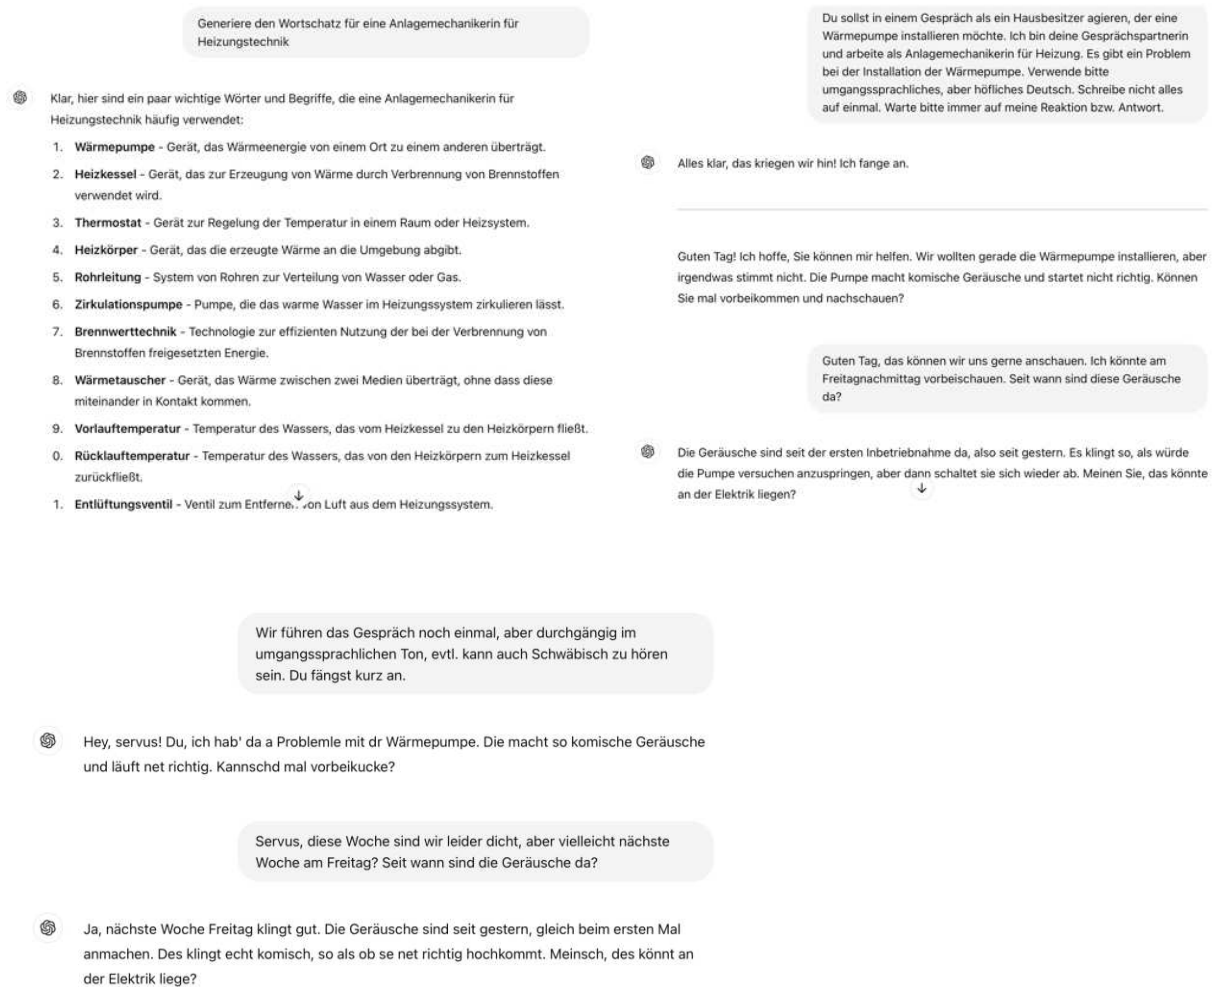 Generiere den Wortschatz für eine Anlagemechanikerin für
Heizungstechnik
Klar, hier sind ein paar wichtige Wörter und Begriffe, die eine Anlagemechanikerin für
Heizungstechnik häufig verwendet:
1. Wärmepumpe - Gerät, das Wärmeenergie von einem Ort zu einem anderen überträgt.
2. Heizkessel - Gerät, das zur Erzeugung von Wärme durch Verbrennung von Brennstoffen
verwendet wird.
3. Thermostat - Gerät zur Regelung der Temperatur in einem Raum oder Heizsystem.
4. Heizkörper - Gerät, das die erzeugte Wärme an die Umgebung abgibt.
5. Rohrleitung - System von Rohren zur Verteilung von Wasser oder Gas.
6. Zirkulationspumpe - Pumpe, die das warme Wasser im Heizungssystem zirkulieren lässt.
7. Brennwerttechnik - Technologie zur effizienten Nutzung der bei der Verbrennung von
Brennstoffen freigesetzten Energie.
8. Wärmetauscher - Gerät, das Wärme zwischen zwei Medien überträgt, ohne dass diese
miteinander in Kontakt kommen.
9. Vorlauftemperatur - Temperatur des Wassers, das vom Heizkessel zu den Heizkörpern fließt.
0. Rücklauftemperatur - Temperatur des Wassers, das von den Heizkörpern zum Heizkessel
zurückfließt.
1. Entlüftungsventil - Ventil zum Entfernen von Luft aus dem Heizungssystem.
Du sollst in einem Gespräch als ein Hausbesitzer agieren, der eine
Wärmepumpe installieren möchte. Ich bin deine Gesprächspartnerin
und arbeite als Anlagemechanikerin für Heizung. Es gibt ein Problem
bei der Installation der Wärmepumpe. Verwende bitte
umgangssprachliches, aber höfliches Deutsch. Schreibe nicht alles
auf einmal. Warte bitte immer auf meine Reaktion bzw. Antwort.
Alles klar, das kriegen wir hin! Ich fange an.
Guten Tag! Ich hoffe, Sie können mir helfen. Wir wollten gerade die Wärmepumpe installieren, aber
irgendwas stimmt nicht. Die Pumpe macht komische Geräusche und startet nicht richtig. Können
Sie mal vorbeikommen und nachschauen?
Guten Tag, das können wir uns gerne anschauen. Ich könnte am
Freitagnachmittag vorbeischauen. Seit wann sind diese Geräusche
da?
Die Geräusche sind seit der ersten Inbetriebnahme da, also seit gestern. Es klingt so, als würde
die Pumpe versuchen anzuspringen, aber dann schaltet sie sich wieder ab. Meinen Sie, das könnte
an der Elektrik liegen?
Wir führen das Gespräch noch einmal, aber durchgängig im
umgangssprachlichen Ton, evtl. kann auch Schwäbisch zu hören
sein. Du fängst kurz an.
Hey, servus! Du, ich hab' da a Problemle mit dr Wärmepumpe. Die macht so komische Geräusche
und läuft net richtig. Kannschd mal vorbeikucke?
Servus, diese Woche sind wir leider dicht, aber vielleicht nächste
Woche am Freitag? Seit wann sind die Geräusche da?
Ja, nächste Woche Freitag klingt gut. Die Geräusche sind seit gestern, gleich beim ersten Mal
anmachen. Des klingt echt komisch, so als ob se net richtig hochkommt. Meinsch, des könnt an
der Elektrik liege?